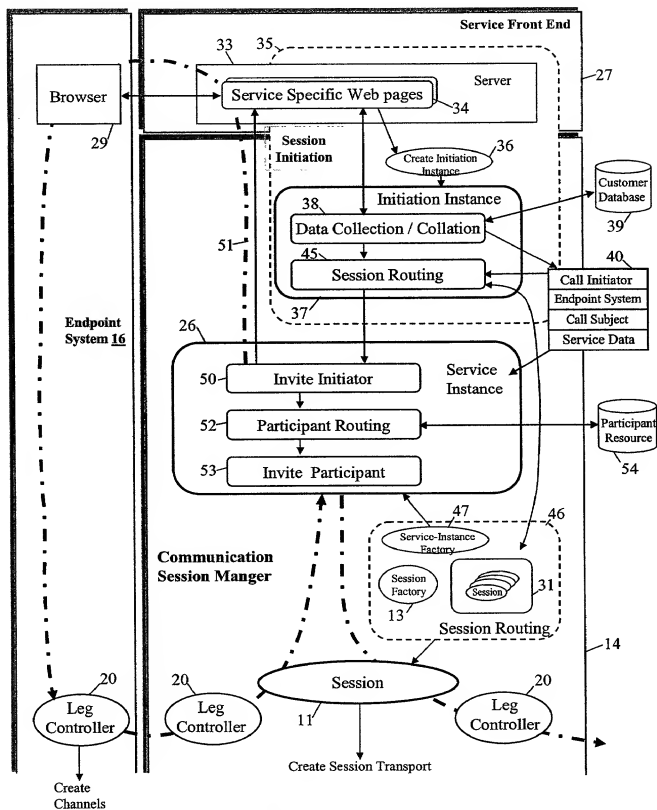 Service Front End
33
35
Server
27
Browser
Service Specific Web pages
34
29
Session
Initiation
Create Initiation
Instance
36
Initiation Instance
Customer
Database
39
38
Data Collection / Collation
51
45
Session Routing
37
40
Call Initiator
Endpoint System
Call Subject
Service Data
Endpoint
System 16
26
Service
Instance
50
Invite Initiator
52
Participant Routing
53
Invite Participant
Participant
Resource
54
47
46
Service-Instance
Factory
Communication
Session Manger
Session
Factory
13
Session
31
Session Routing
14
20
Leg
Controller
20
Leg
Controller
Session
11
20
Leg
Controller
Create Session Transport
Create
Channels